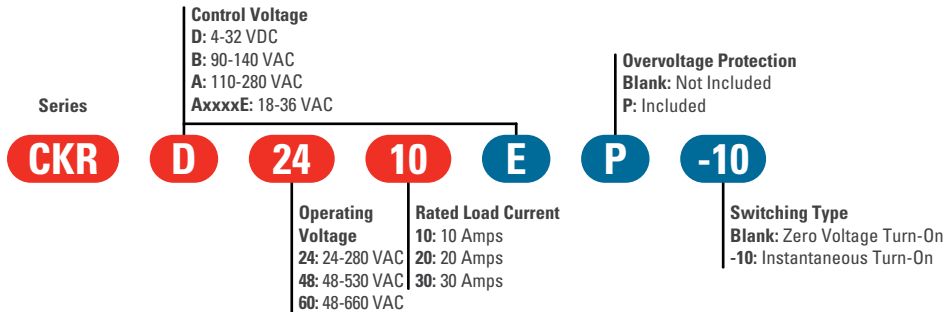 Control Voltage
D: 4-32 VDC
B: 90-140 VAC
A: 110-280 VAC
AxxxxE: 18-36 VAC
Overvoltage Protection
Blank: Not Included
P: Included
Series
CKR D 24 10 E P -10
Operating
Voltage
24: 24-280 VAC
48: 48-530 VAC
60: 48-660 VAC
Rated Load Current
10: 10 Amps
20: 20 Amps
30: 30 Amps
Switching Type
Blank: Zero Voltage Turn-On
-10: Instantaneous Turn-On